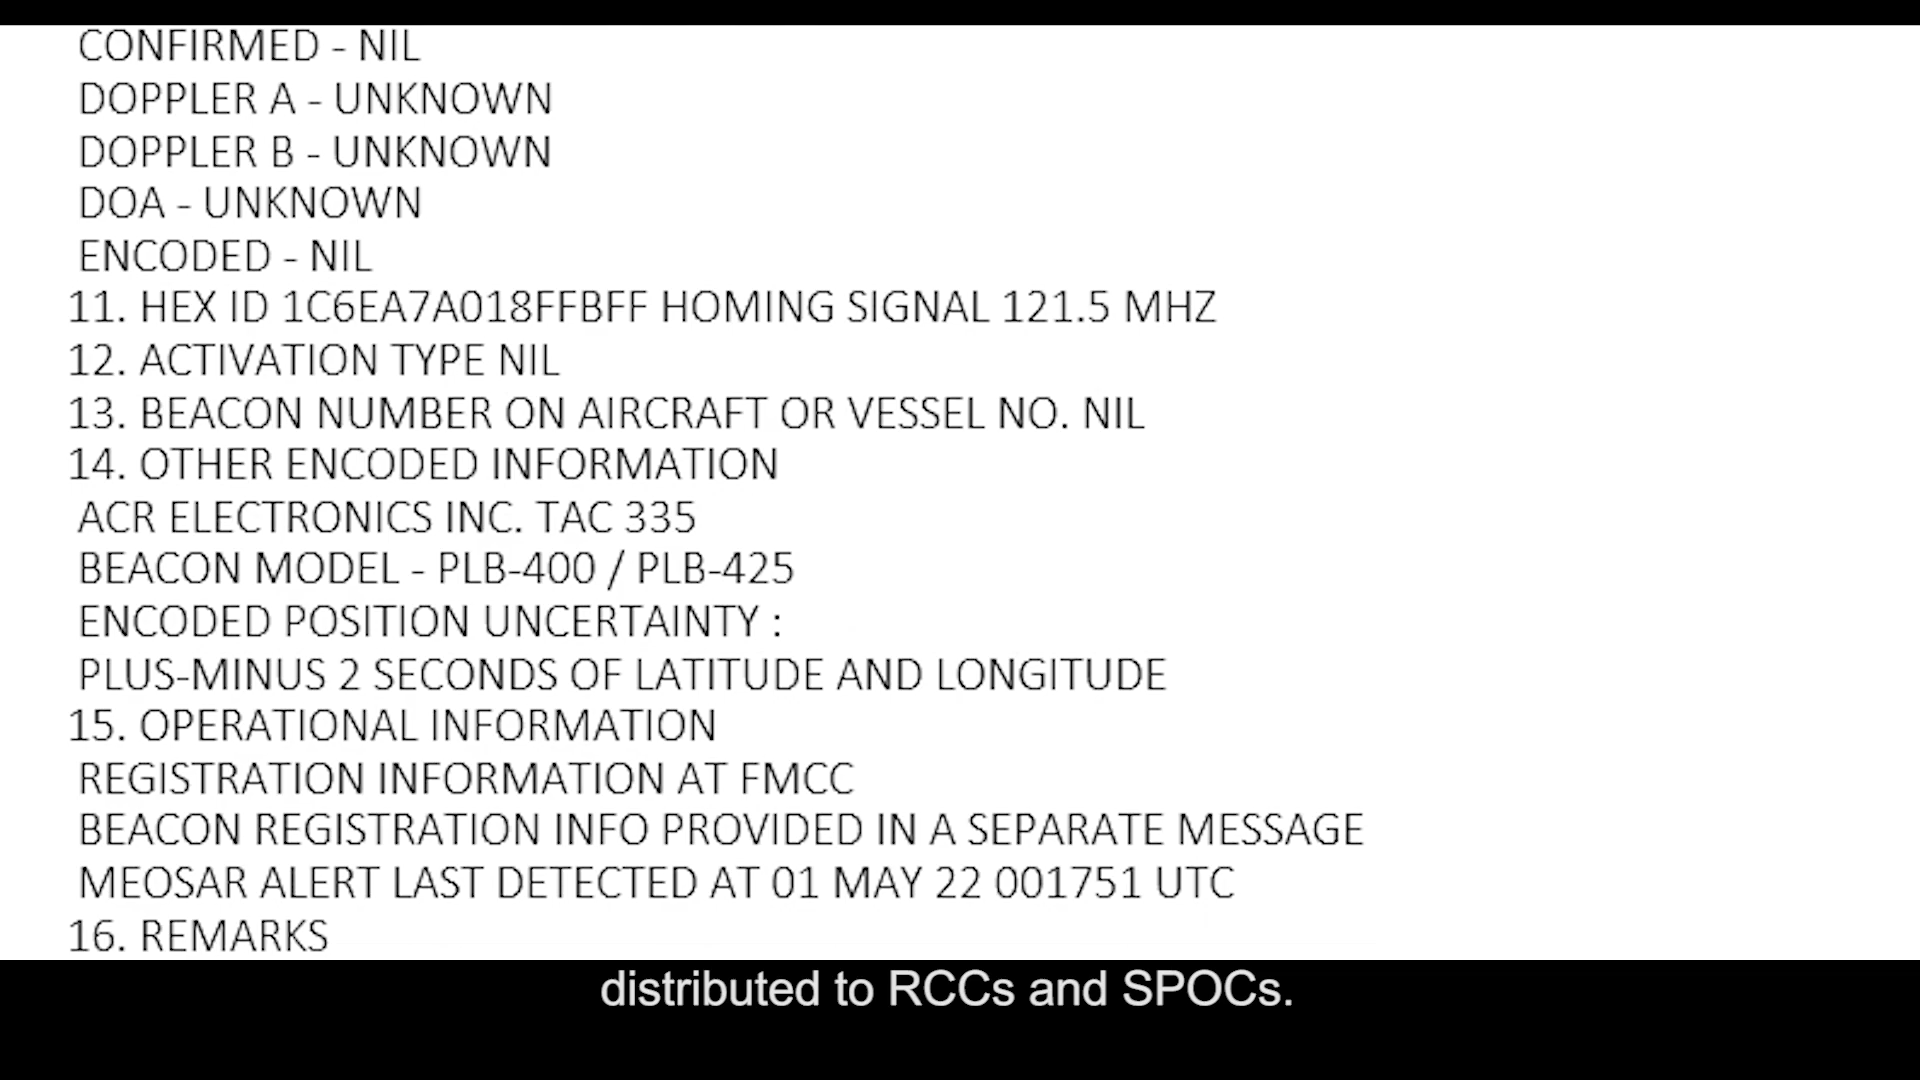 CONFIRMED - NIL
DOPPLER A - UNKNOWN
DOPPLER B - UNKNOWN
DOA - UNKNOWN
ENCODED - NIL
11. HEX ID 1C6EA7A018FFBFF HOMING SIGNAL 121.5 MHZ
12. ACTIVATION TYPE NIL
13. BEACON NUMBER ON AIRCRAFT OR VESSEL NO. NIL
14. OTHER ENCODED INFORMATION
ACR ELECTRONICS INC. TAC 335
BEACON MODEL - PLB-400 / PLB-425
ENCODED POSITION UNCERTAINTY :
PLUS-MINUS 2 SECONDS OF LATITUDE AND LONGITUDE
15. OPERATIONAL INFORMATION
REGISTRATION INFORMATION AT FMCC
BEACON REGISTRATION INFO PROVIDED IN A SEPARATE MESSAGE
MEOSAR ALERT LAST DETECTED AT 01 MAY 22 001751 UTC
16. REMARKS
distributed to RCCs and SPOCs.